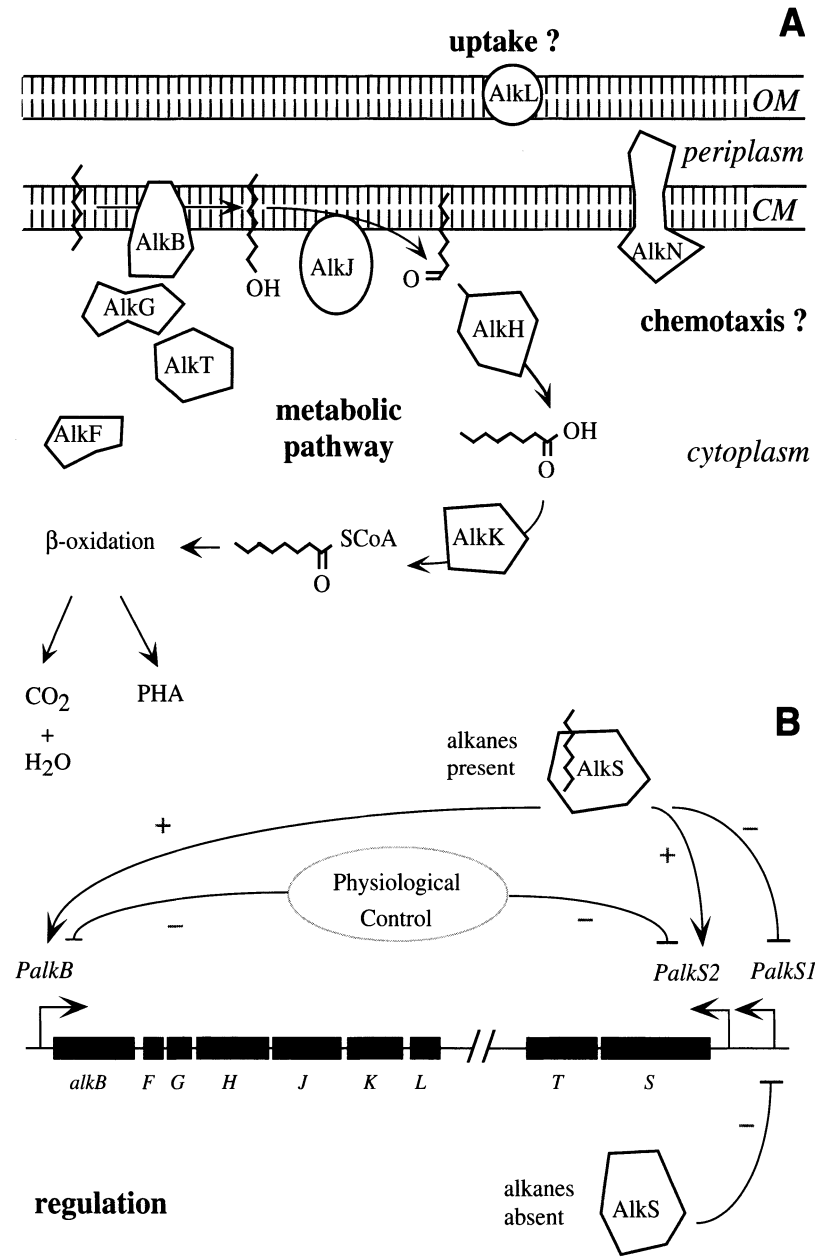 A
uptake ?
AlkL
OM
periplasm
CM
AlkB
OH
AlkJ
O
AlkN
AlkG
AlkH
chemotaxis ?
AlkT
metabolic
pathway
AlkF
OH
O
cytoplasm
β-oxidation
SCoA
O
AlkK
CO2
+
H2O
PHA
B
alkanes
present
AlkS
+
−
+
Physiological
Control
−
−
PalkB
PalkS2
PalkS1
alkB F G H J K L T S
−
regulation
alkanes
absent
AlkS